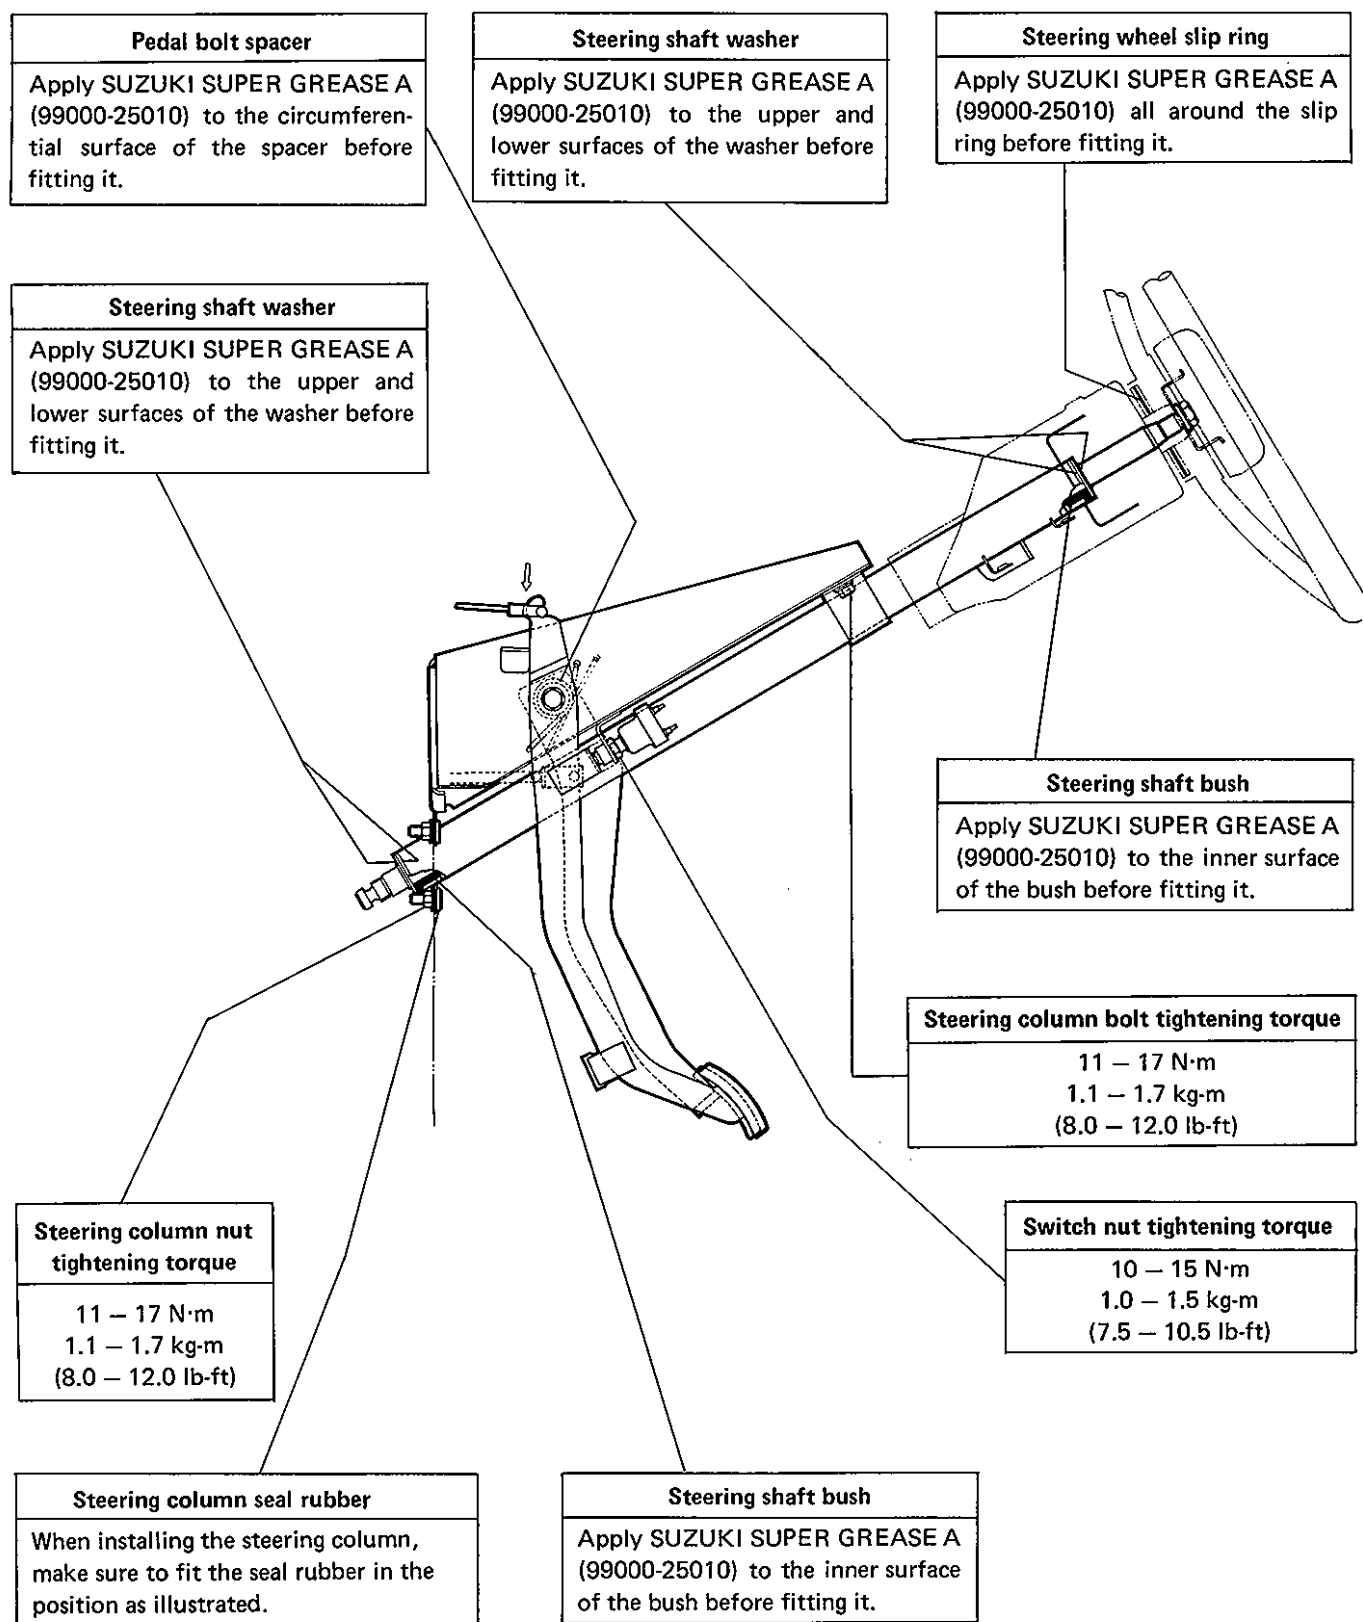 Pedal bolt spacer
Apply SUZUKI SUPER GREASE A
(99000-25010) to the circumferen-
tial surface of the spacer before
fitting it.
Steering shaft washer
Apply SUZUKI SUPER GREASE A
(99000-25010) to the upper and
lower surfaces of the washer before
fitting it.
Steering wheel slip ring
Apply SUZUKI SUPER GREASE A
(99000-25010) all around the slip
ring before fitting it.
Steering shaft washer
Apply SUZUKI SUPER GREASE A
(99000-25010) to the upper and
lower surfaces of the washer before
fitting it.
Steering shaft bush
Apply SUZUKI SUPER GREASE A
(99000-25010) to the inner surface
of the bush before fitting it.
Steering column bolt tightening torque
11 – 17 N·m
1.1 – 1.7 kg-m
(8.0 – 12.0 lb-ft)
Steering column nut
tightening torque
11 – 17 N·m
1.1 – 1.7 kg-m
(8.0 – 12.0 lb-ft)
Switch nut tightening torque
10 – 15 N·m
1.0 – 1.5 kg-m
(7.5 – 10.5 lb-ft)
Steering column seal rubber
When installing the steering column,
make sure to fit the seal rubber in the
position as illustrated.
Steering shaft bush
Apply SUZUKI SUPER GREASE A
(99000-25010) to the inner surface
of the bush before fitting it.